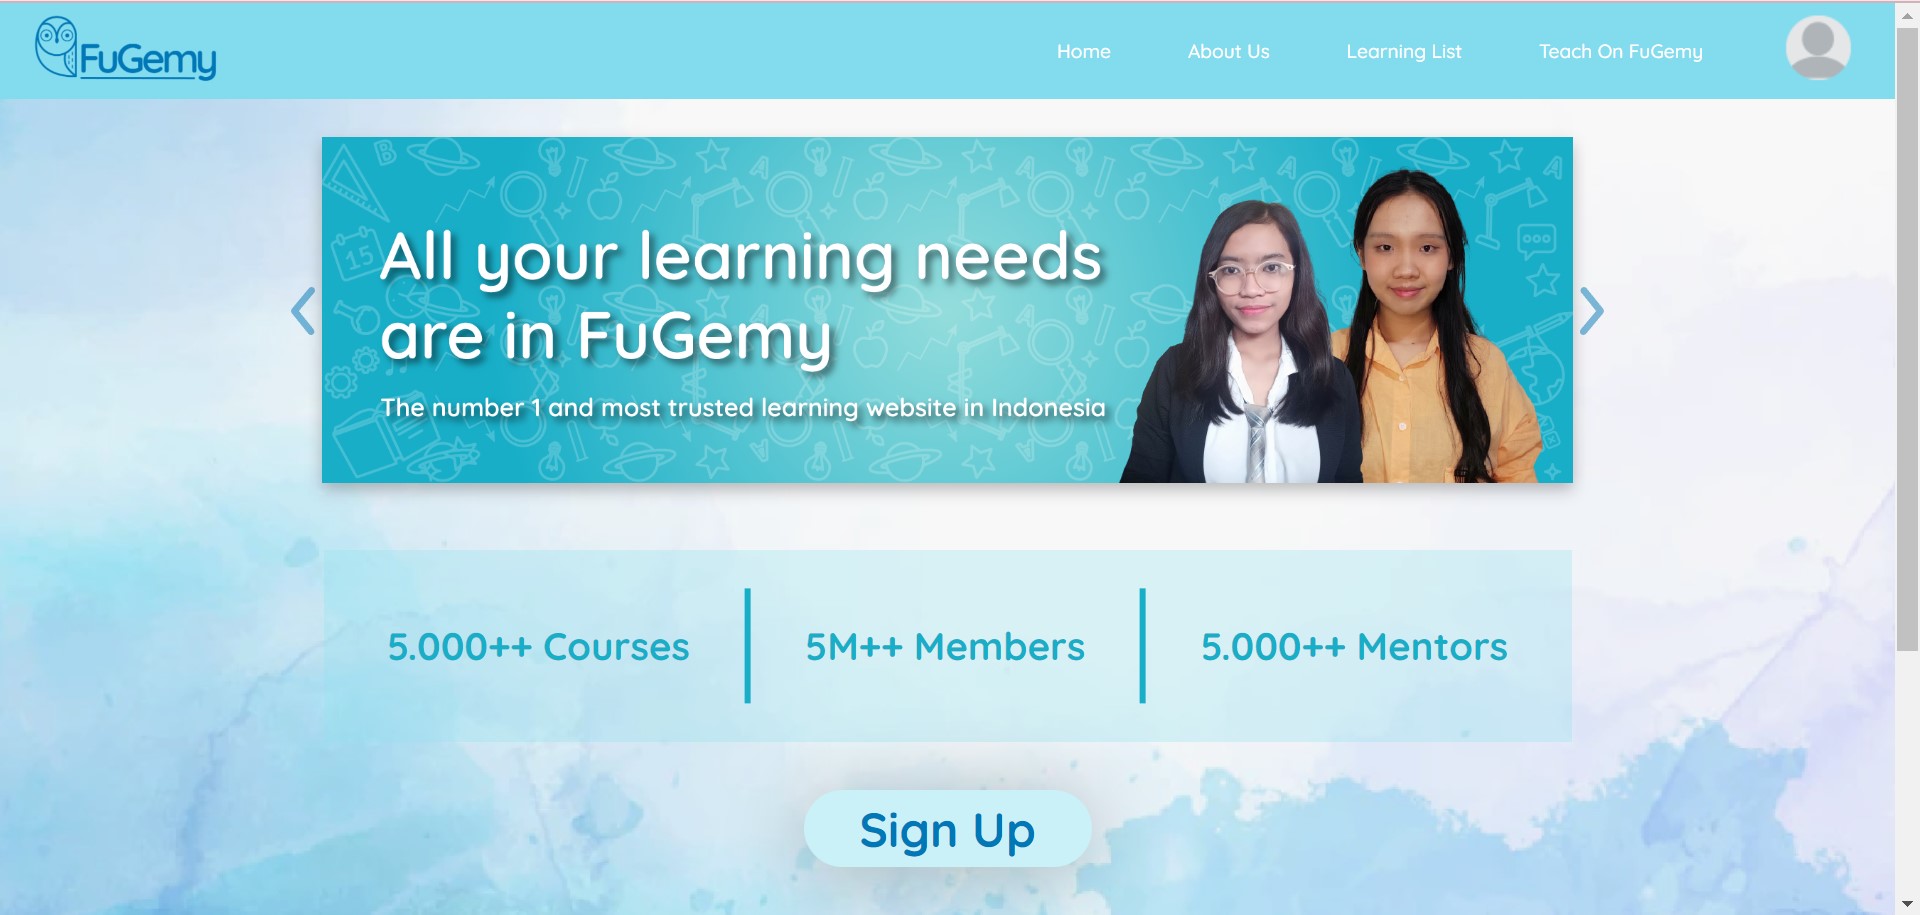 FuGemy
Home
About Us
Learning List
Teach On FuGemy
All your learning needs
are in FuGemy
The number 1 and most trusted learning website in Indonesia
5.000++ Courses
5M++ Members
5.000++ Mentors
Sign Up